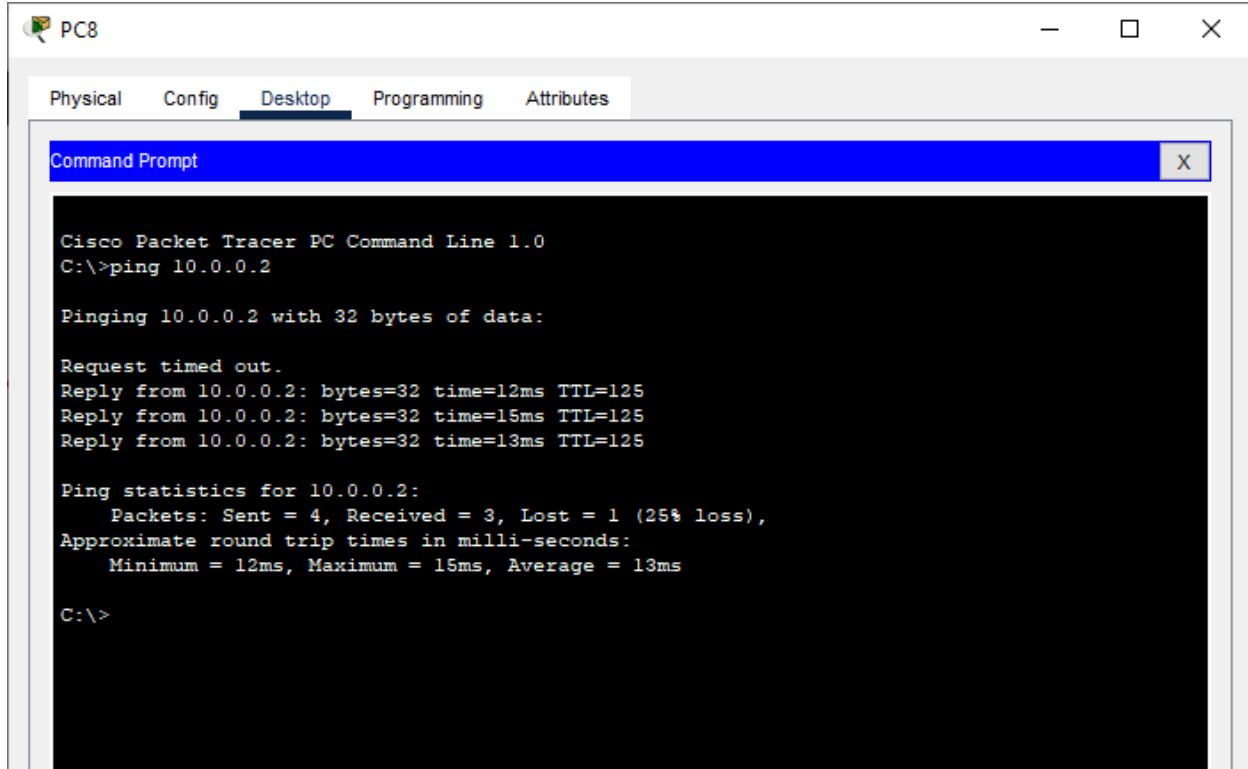 PC8
Physical Config Desktop Programming Attributes
Command Prompt X
Cisco Packet Tracer PC Command Line 1.0
C:\>ping 10.0.0.2
Pinging 10.0.0.2 with 32 bytes of data:
Request timed out.
Reply from 10.0.0.2: bytes=32 time=12ms TTL=125
Reply from 10.0.0.2: bytes=32 time=15ms TTL=125
Reply from 10.0.0.2: bytes=32 time=13ms TTL=125
Ping statistics for 10.0.0.2:
    Packets: Sent = 4, Received = 3, Lost = 1 (25% loss),
Approximate round trip times in milli-seconds:
    Minimum = 12ms, Maximum = 15ms, Average = 13ms
C:\>